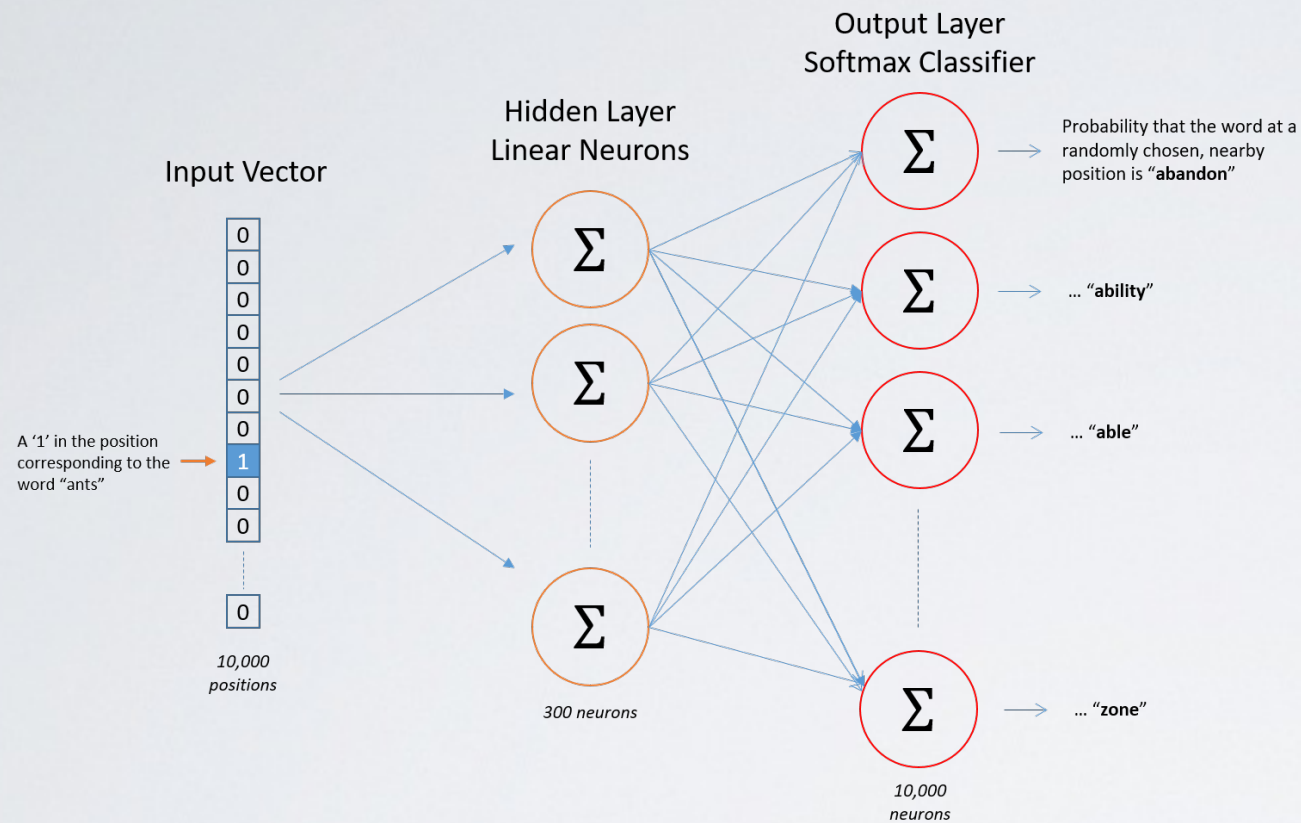 Output Layer
Softmax Classifier
Hidden Layer
Linear Neurons
Input Vector
0
0
0
0
0
0
0
1
0
0
0
A ‘1’ in the position
corresponding to the
word “ants”
10,000
positions
Σ
Σ
Σ
300 neurons
Σ
Probability that the word at a
randomly chosen, nearby
position is “abandon”
Σ
... “ability”
Σ
... “able”
Σ
... “zone”
10,000
neurons